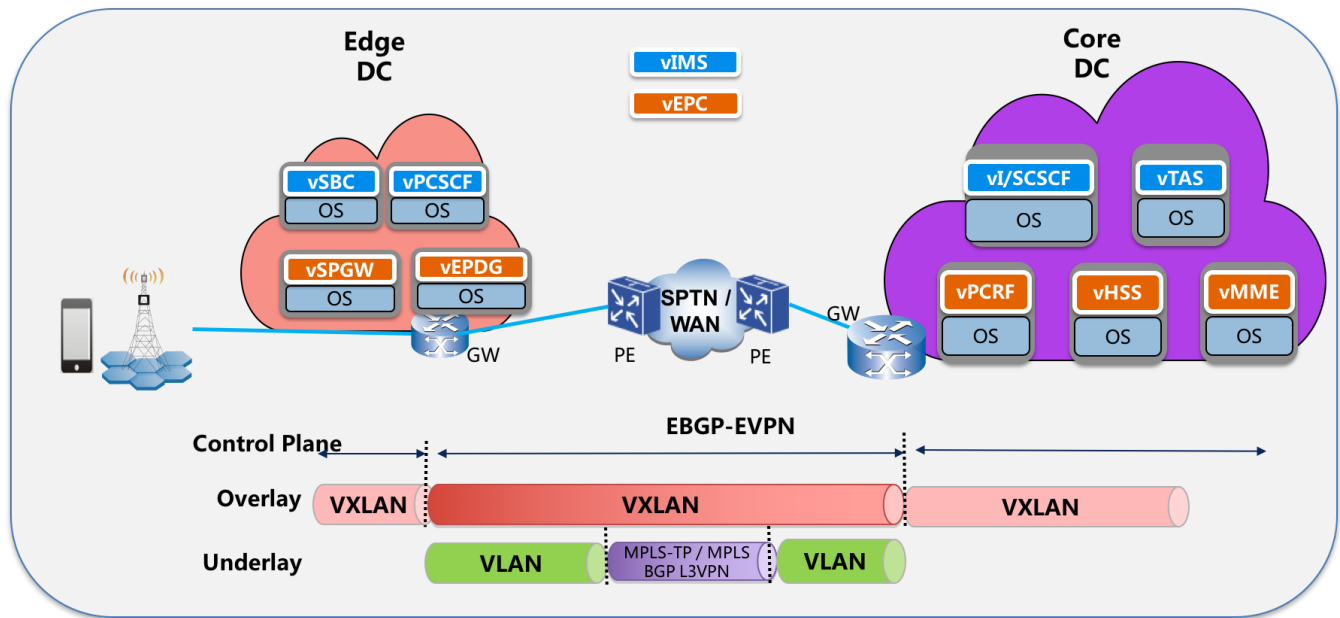 Edge
DC
Core
DC
vIMS
vEPC
vSBC
vPCSCF
OS
OS
vI/SCSCF
vTAS
OS
OS
vSPGW
vEPDG
OS
OS
SPTN /
WAN
vPCRF
vHSS
vMME
OS
OS
OS
GW
GW
PE
PE
EBGP-EVPN
Control Plane
Overlay
VXLAN
VXLAN
VXLAN
Underlay
VLAN
MPLS-TP / MPLS
BGP L3VPN
VLAN